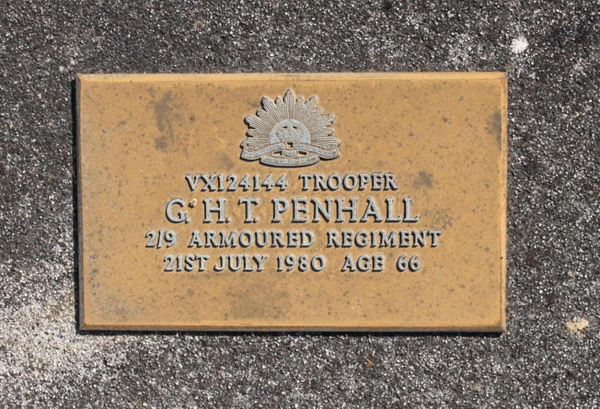 VX124144 TROOPER
G. H. T. PENHALL
2/9 ARMOURED REGIMENT
21ST JULY 1980 AGE 66